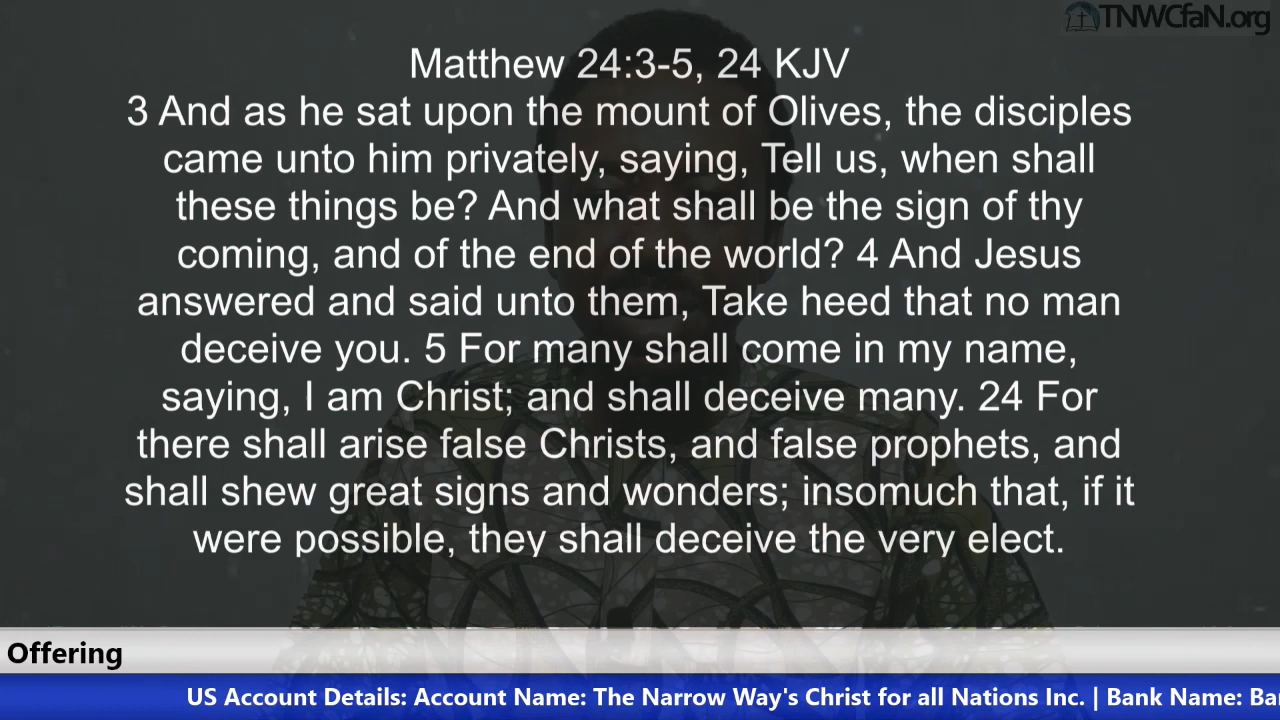 TNWCfaN.org
Matthew 24:3-5, 24 KJV
3 And as he sat upon the mount of Olives, the disciples
came unto him privately, saying, Tell us, when shall
these things be? And what shall be the sign of thy
coming, and of the end of the world? 4 And Jesus
answered and said unto them, Take heed that no man
deceive you. 5 For many shall come in my name,
saying, I am Christ; and shall deceive many. 24 For
there shall arise false Christs, and false prophets, and
shall shew great signs and wonders; insomuch that, if it
were possible, they shall deceive the very elect.
Offering
US Account Details: Account Name: The Narrow Way's Christ for all Nations Inc. | Bank Name: Ba